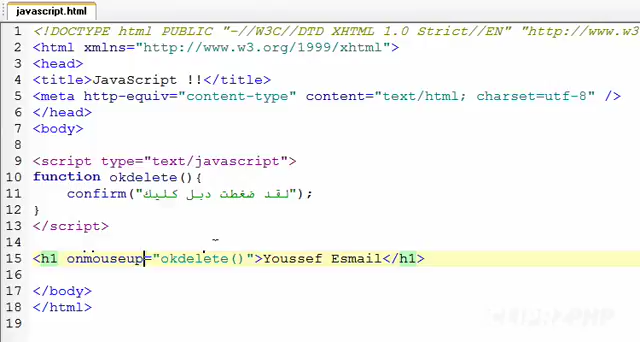 javascript.html
1 <!DOCTYPE html PUBLIC "-//W3C//DTD XHTML 1.0 Strict//EN" "http://www.w3
2 <html xmlns="http://www.w3.org/1999/xhtml">
3 <head>
4 <title>JavaScript !!</title>
5 <meta http-equiv="content-type" content="text/html; charset=utf-8" />
6 </head>
7 <body>
8
9 <script type="text/javascript">
10 function okdelete(){
11 confirm("لقد ضغطت دبل كليك");
12 }
13 </script>
14
15 <h1 onmouseup="okdelete()">Youssef Esmail</h1>
16
17 </body>
18 </html>
19